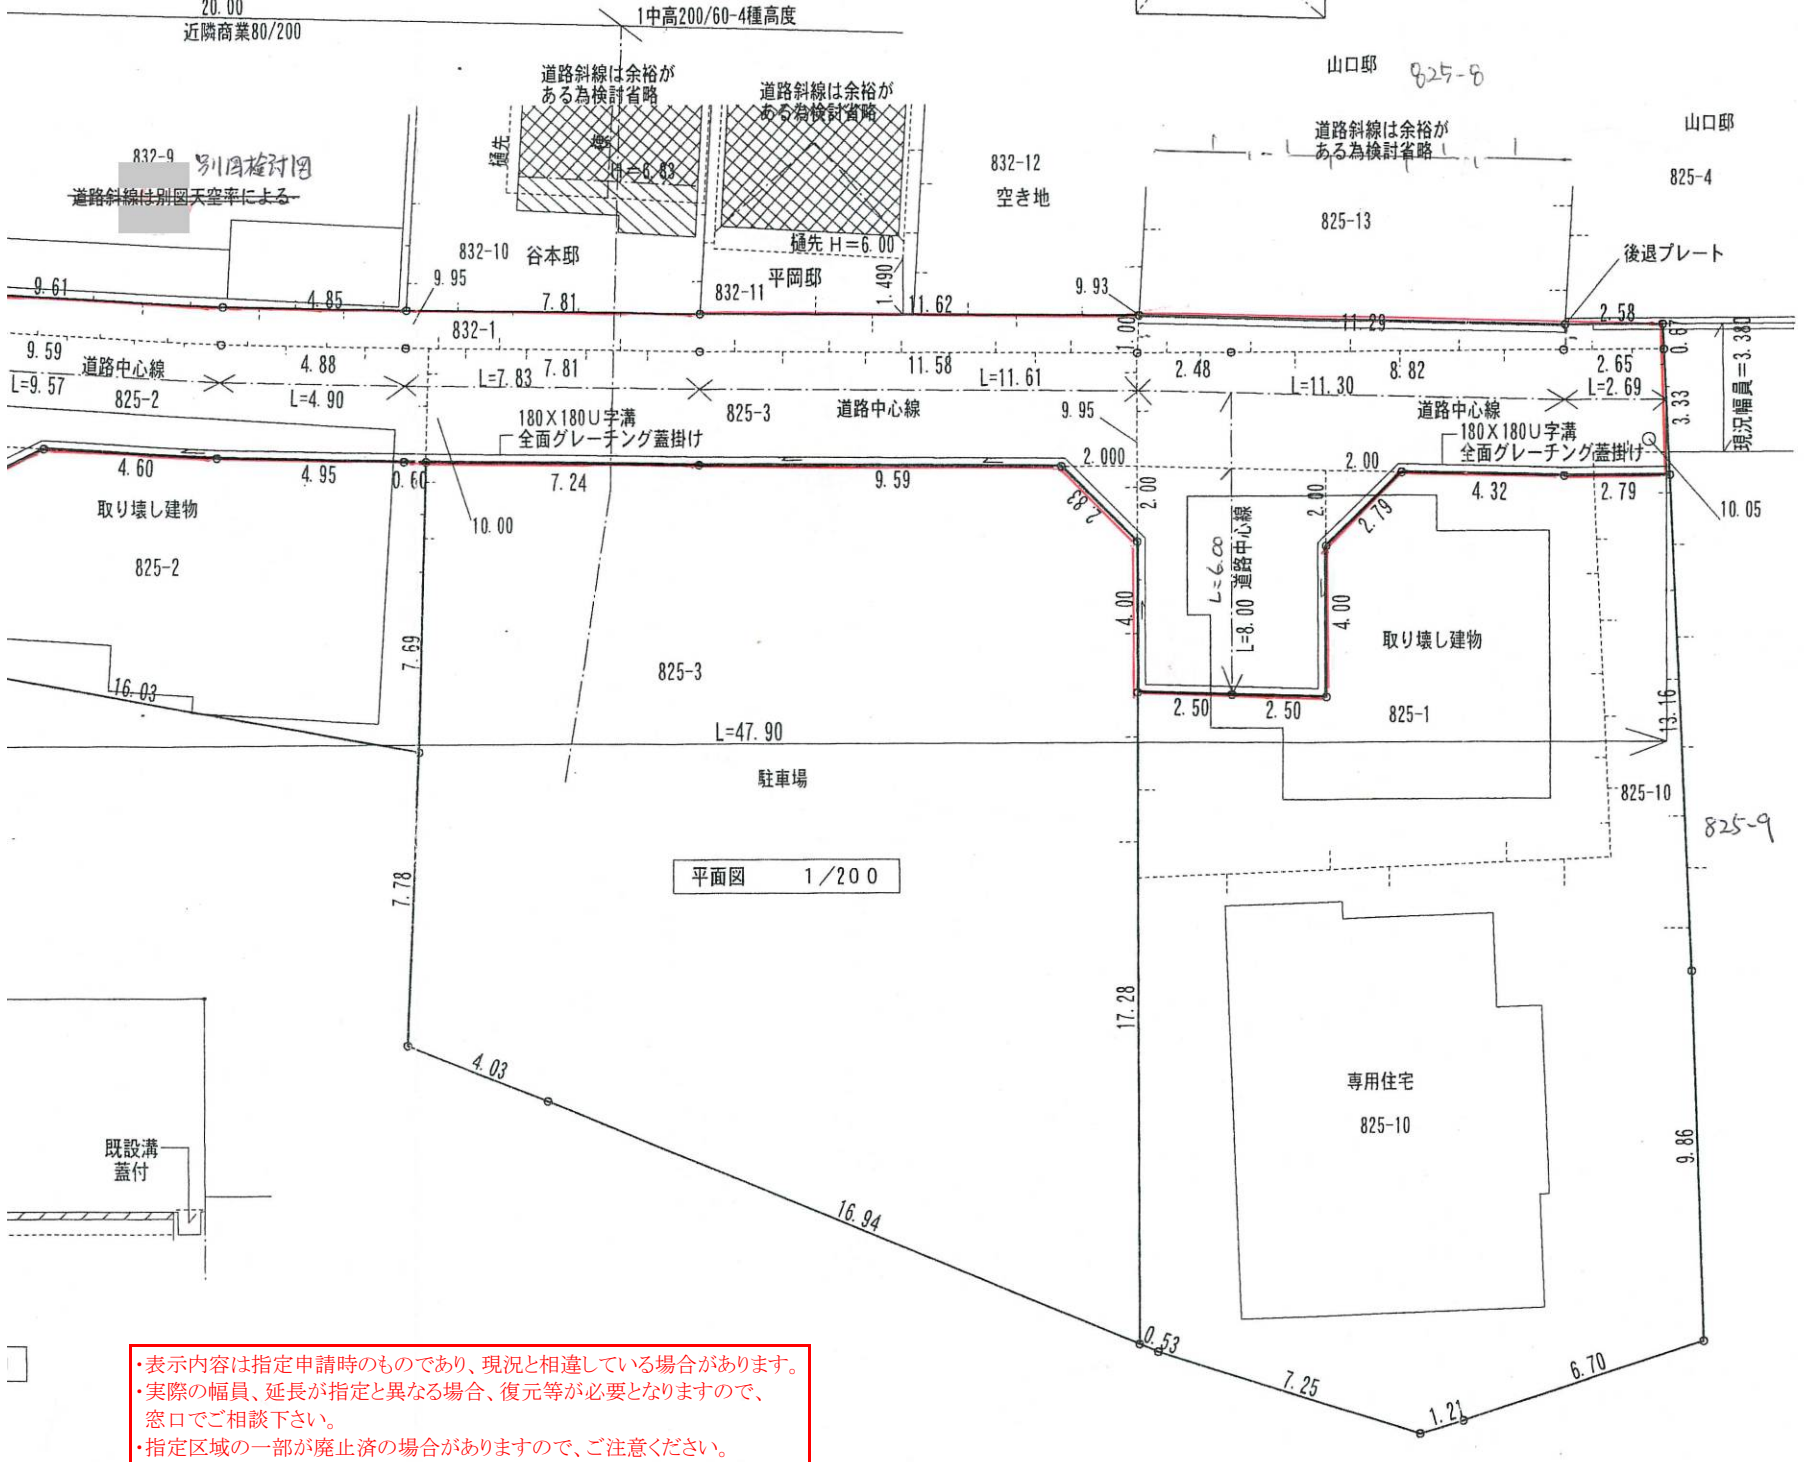 20.00
近隣商業80/200
1中高200/60-4種高度
道路斜線は余裕が
ある為検討省略
道路斜線は余裕が
ある為検討省略
山口邸
825-8
道路斜線は余裕が
ある為検討省略
山口邸
825-4
832-9
別図検討図
道路斜線は別図天空率による
樋先
棟
H=6.83
832-12
空き地
825-13
後退プレート
832-10
谷本邸
樋先 H=6.00
平岡邸
832-11
1.490
9.61
4.85
9.95
7.81
11.62
9.93
11.29
2.58
0.67
832-1
1.00
9.59
道路中心線
4.88
7.81
11.58
2.48
8.82
2.65
現況幅員=3.380
L=9.57
825-2
L=4.90
L=7.83
825-3
道路中心線
L=11.61
9.95
L=11.30
道路中心線
L=2.69
3.33
180X180U字溝
全面グレーチング蓋掛け
180X180U字溝
全面グレーチング蓋掛け
4.60
4.95
0.60
7.24
9.59
2.000
2.00
2.00
2.00
4.32
2.79
10.00
2.83
2.79
10.05
取り壊し建物
825-2
L=6.00
L=8.00 道路中心線
4.00
4.00
取り壊し建物
7.69
825-3
16.03
2.50
2.50
825-1
13.16
L=47.90
駐車場
825-10
825-9
平面図 1/200
7.78
17.28
4.03
専用住宅
825-10
既設溝
蓋付
9.86
16.94
0.53
7.25
1.21
6.70
・表示内容は指定申請時のものであり、現況と相違している場合があります。
・実際の幅員、延長が指定と異なる場合、復元等が必要となりますので、
窓口でご相談下さい。
・指定区域の一部が廃止済の場合がありますので、ご注意ください。